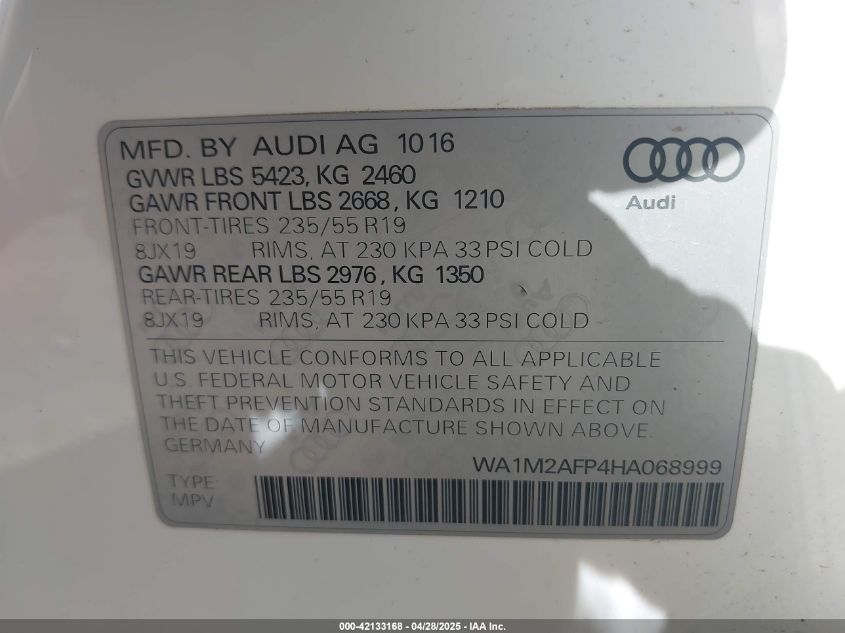 MFD. BY AUDI AG 1016
GVWR LBS 5423, KG 2460
GAWR FRONT LBS 2668, KG 1210
FRONT-TIRES 235/55 R19
8JX19 RIMS, AT 230 KPA 33 PSI COLD
GAWR REAR LBS 2976, KG 1350
REAR-TIRES 235/55 R19
8JX19 RIMS, AT 230 KPA 33 PSI COLD
Audi
THIS VEHICLE CONFORMS TO ALL APPLICABLE
U.S. FEDERAL MOTOR VEHICLE SAFETY AND
THEFT PREVENTION STANDARDS IN EFFECT ON
THE DATE OF MANUFACTURE SHOWN ABOVE.
GERMANY
WA1M2AFP4HA068999
TYPE:
MPV
000-42133168 - 04/28/2025 - IAA Inc.